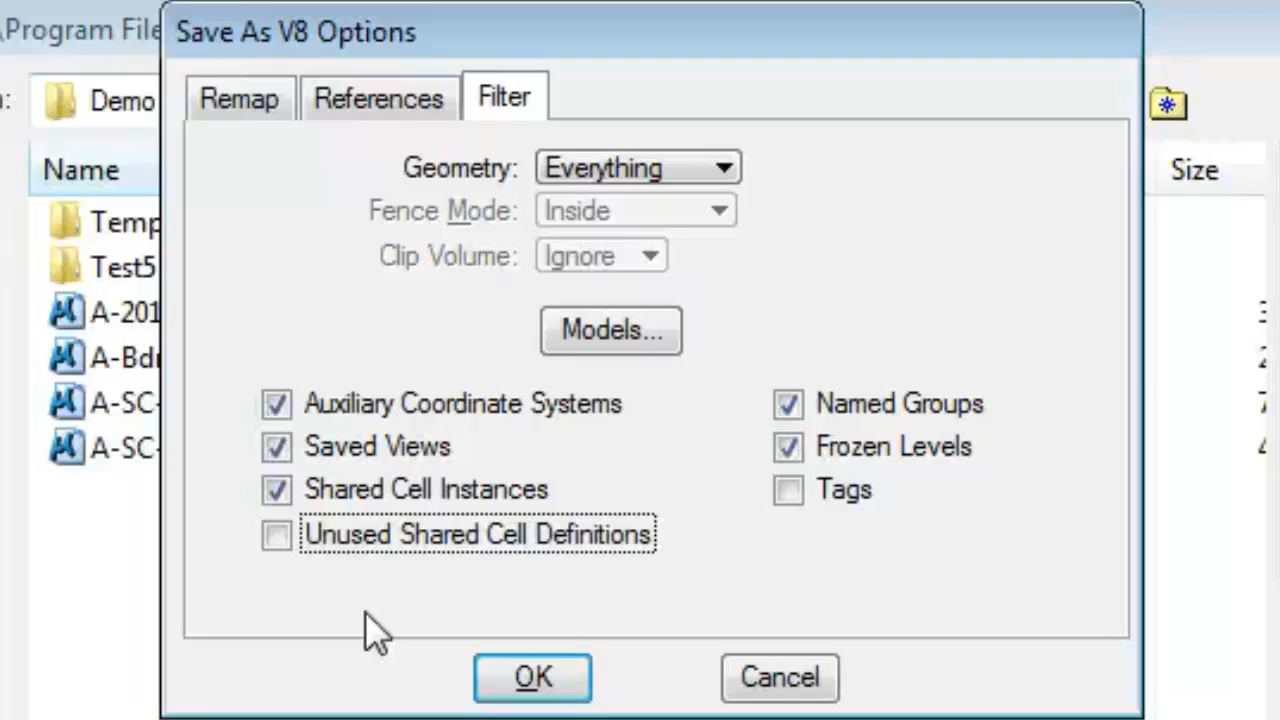 \Program File
Save As V8 Options
Demo
Remap
References
Filter
Name
Size
Geometry: Everything
Fence Mode: Inside
Clip Volume: Ignore
Models...
Temp
Test5
A-201
A-Bdr
A-SC-
A-SC-
Auxiliary Coordinate Systems
Named Groups
Saved Views
Frozen Levels
Shared Cell Instances
Tags
Unused Shared Cell Definitions
OK
Cancel